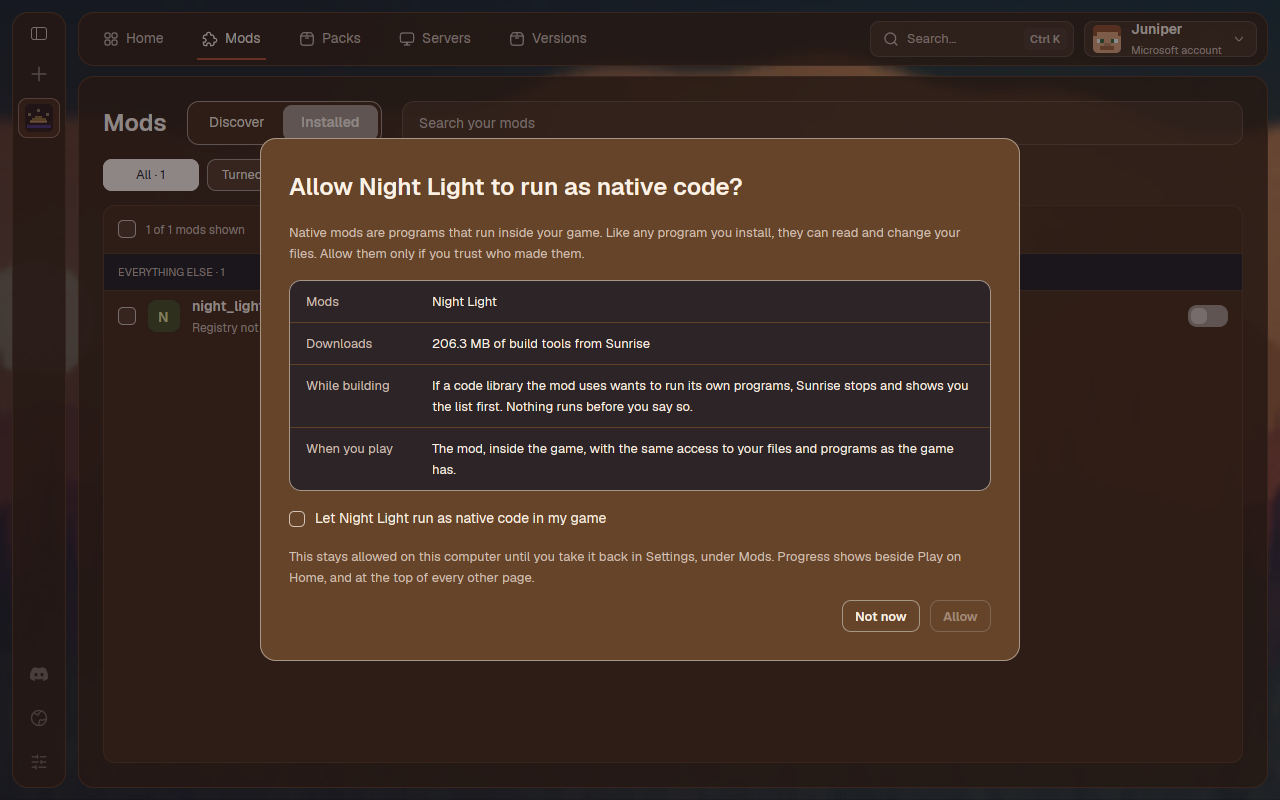 Home
Mods
Packs
Servers
Versions
Search...
Ctrl K
Juniper
Microsoft account
Mods
Discover
Installed
Search your mods
All · 1
Turned
1 of 1 mods shown
EVERYTHING ELSE · 1
N
night_light
Registry not
Allow Night Light to run as native code?
Native mods are programs that run inside your game. Like any program you install, they can read and change your
files. Allow them only if you trust who made them.
Mods
Night Light
Downloads
206.3 MB of build tools from Sunrise
While building
If a code library the mod uses wants to run its own programs, Sunrise stops and shows you
the list first. Nothing runs before you say so.
When you play
The mod, inside the game, with the same access to your files and programs as the game
has.
Let Night Light run as native code in my game
This stays allowed on this computer until you take it back in Settings, under Mods. Progress shows beside Play on
Home, and at the top of every other page.
Not now
Allow